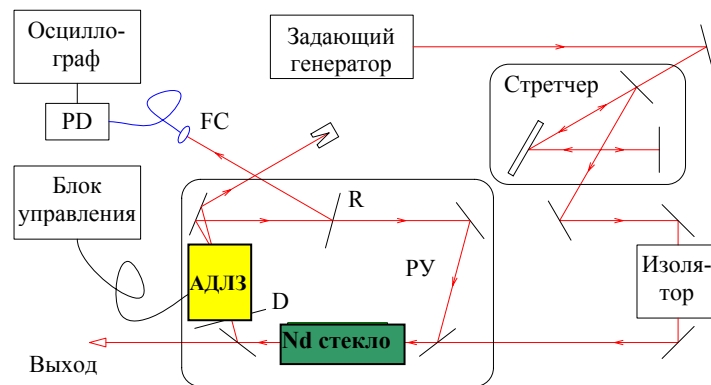 Осцилло-
граф
Задающий
генератор
Стретчер
PD
FC
Блок
управления
R
РУ
Изоля-
тор
АДЛЗ
D
Nd стекло
Выход